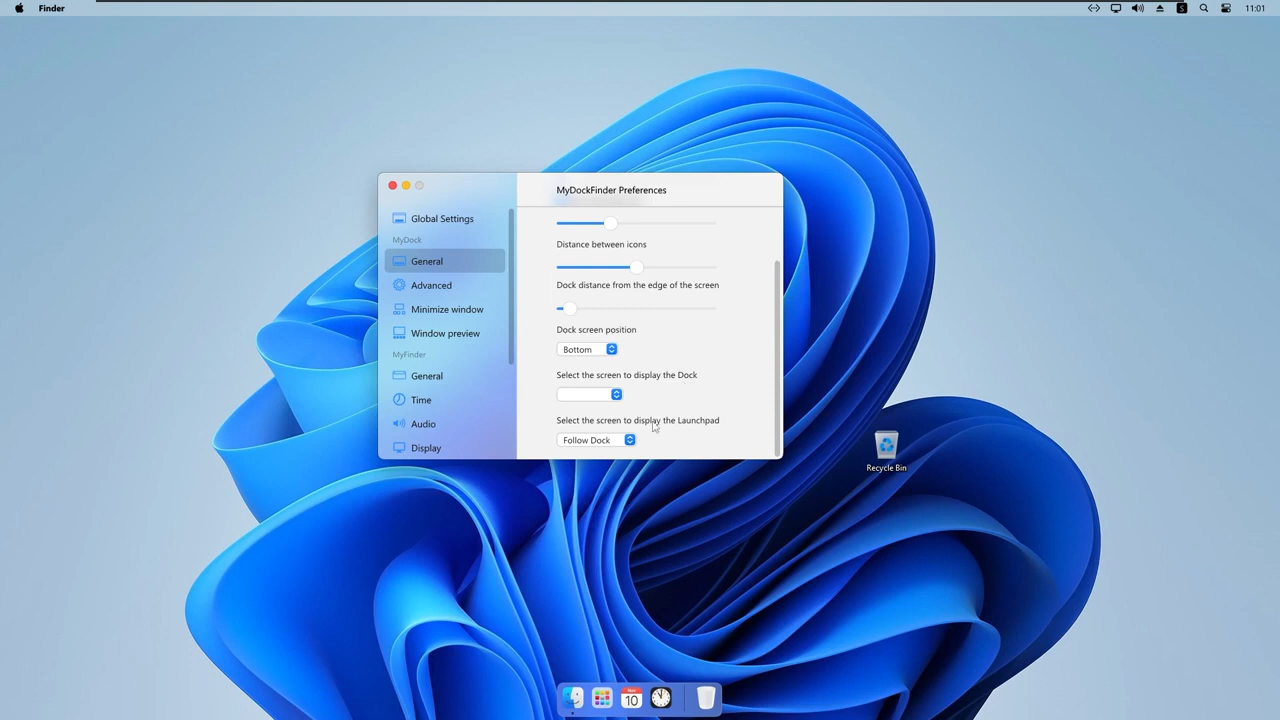 Finder
S
11:01
MyDockFinder Preferences
Global Settings
MyDock
General
Advanced
Minimize window
Window preview
MyFinder
General
Time
Audio
Display
Distance between icons
Dock distance from the edge of the screen
Dock screen position
Bottom
Select the screen to display the Dock
Select the screen to display the Launchpad
Follow Dock
Recycle Bin
Nov
10